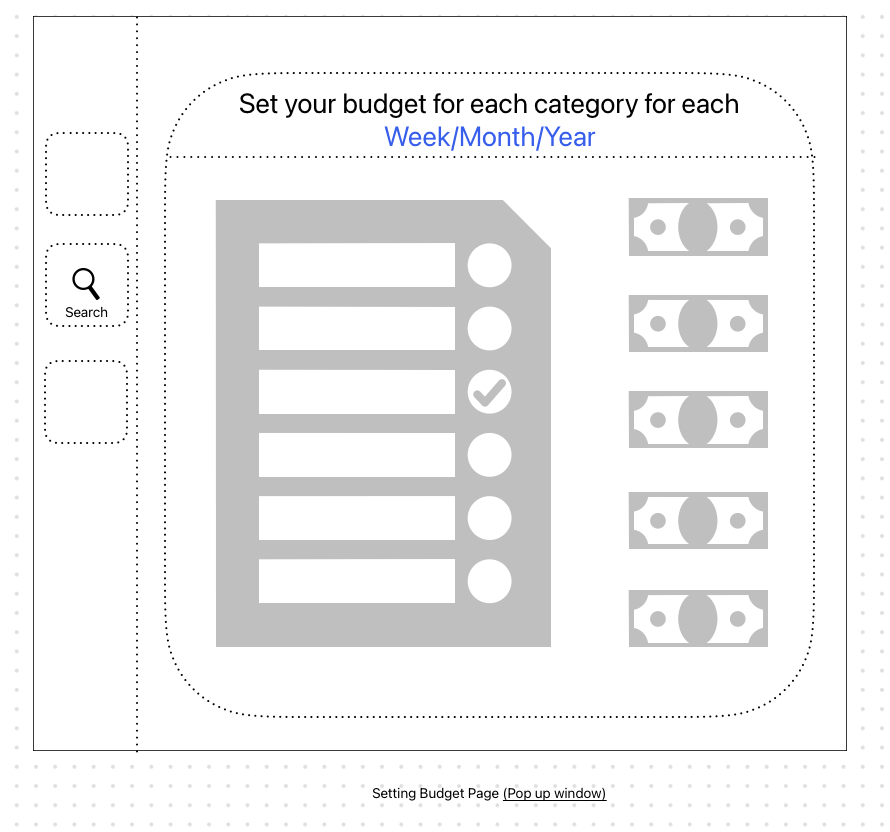 Set your budget for each category for each
Week/Month/Year
Search
Setting Budget Page (Pop up window)